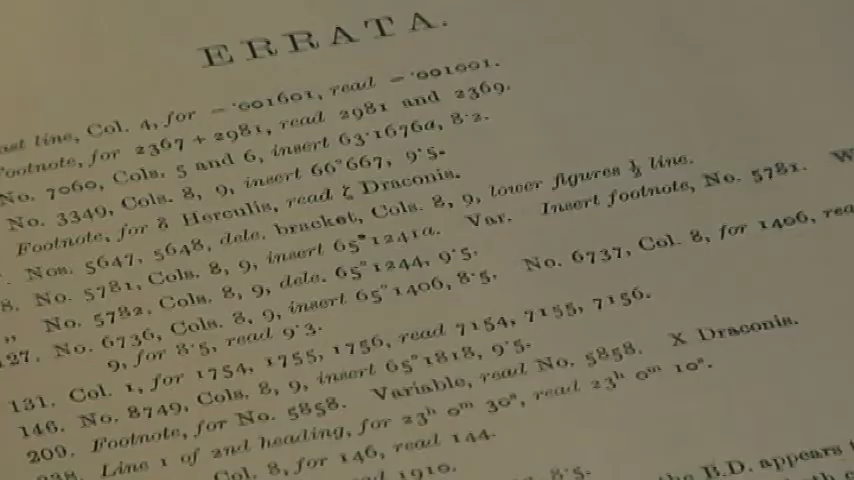 ERRATA.
line, Col. 4, for – ·001601, read – ·001001.
Footnote, for 2367 + 2981, read 2981 and 2369.
No. 7060, Cols. 5 and 6, insert 63·1676a, 8·2.
No. 3349, Cols. 8, 9, insert 66°667, 9·5.
Footnote, for δ Herculis, read ζ Draconis.
Nos. 5647, 5648, dele. bracket, Cols. 8, 9, lower figures ½ line.
8. No. 5781, Cols. 8, 9, insert 65°1241a. Var. Insert footnote, No. 5781.
„ No. 5782, Cols. 8, 9, dele. 65°1244, 9·5.
127. No. 6736, Cols. 8, 9, insert 65°1406, 8·5. No. 6737, Col. 8, for 1406,
9, for 8·5, read 9·3.
131. Col. 1, for 1754, 1755, 1756, read 7154, 7155, 7156.
146. No. 8749, Cols. 8, 9, insert 65°1818, 9·5.
209. Footnote, for No. 5858. Variable, read No. 5858. X Draconis.
Line 1 of 2nd heading, for 23ʰ 0ᵐ 30ˢ, read 23ʰ 0ᵐ 10ˢ.
Col. 8, for 146, read 144.
1910.
8·5.
the B.D. appears